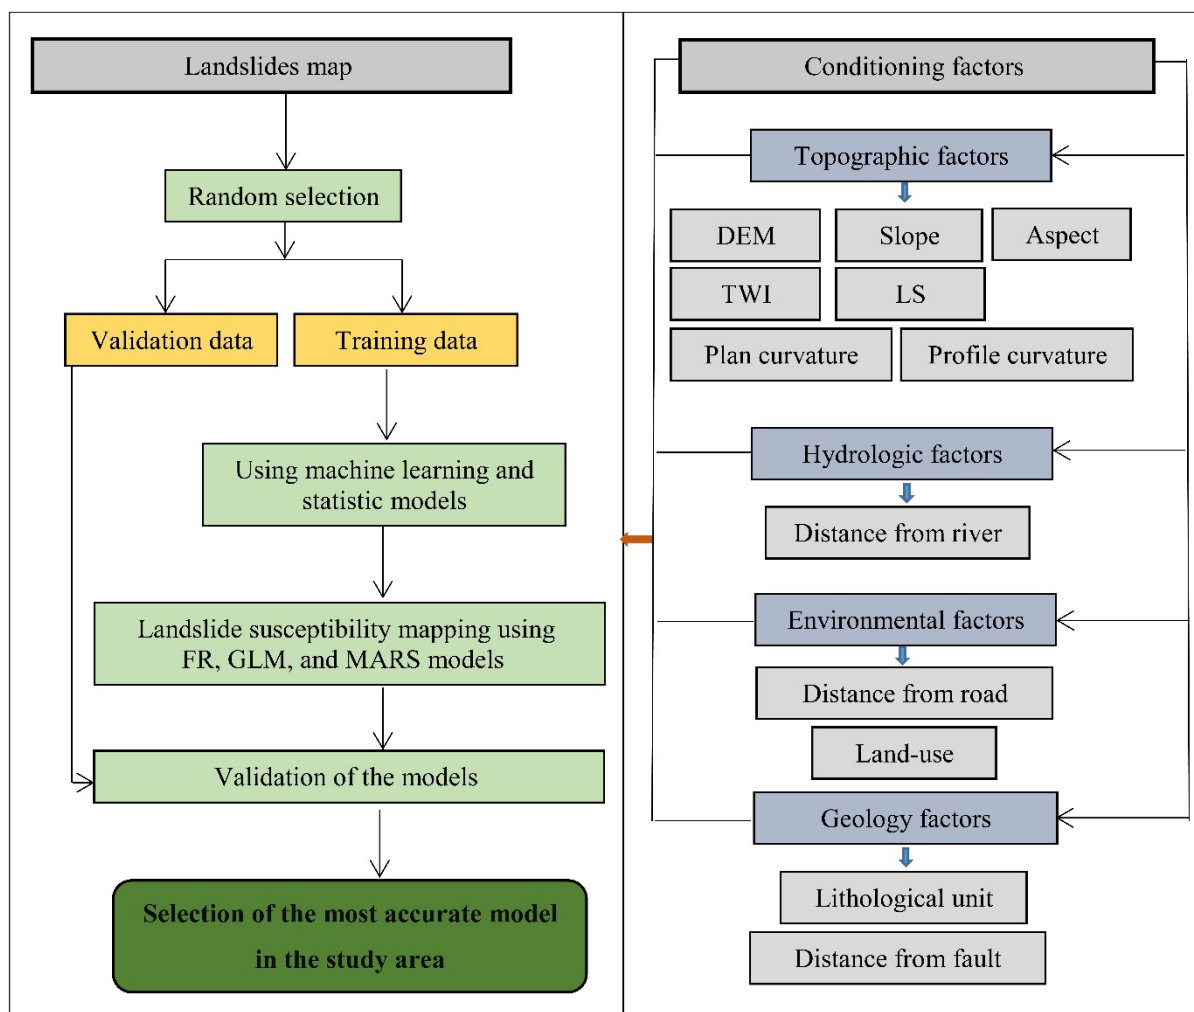 Landslides map
Random selection
Validation data
Training data
Using machine learning and
statistic models
Landslide susceptibility mapping using
FR, GLM, and MARS models
Validation of the models
Selection of the most accurate model
in the study area
Conditioning factors
Topographic factors
DEM
Slope
Aspect
TWI
LS
Plan curvature
Profile curvature
Hydrologic factors
Distance from river
Environmental factors
Distance from road
Land-use
Geology factors
Lithological unit
Distance from fault